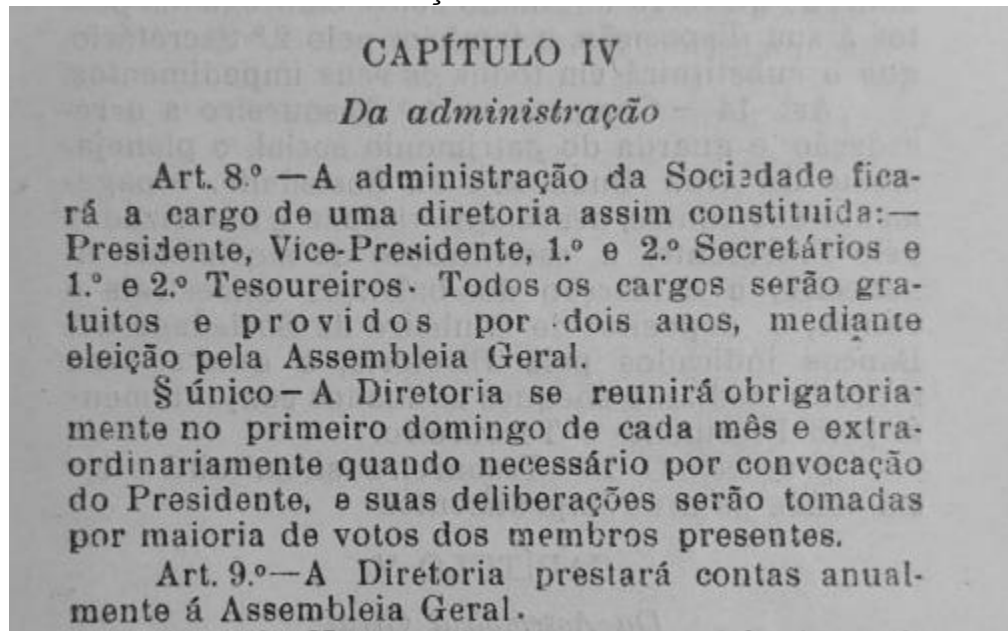 CAPÍTULO IV
Da administração
Art. 8.º — A administração da Sociedade fica-
rá a cargo de uma diretoria assim constituida:—
Presidente, Vice-Presidente, 1.º e 2.º Secretários e
1.º e 2.º Tesoureiros- Todos os cargos serão gra-
tuitos e providos por dois anos, mediante
eleição pela Assembleia Geral.
§ único—A Diretoria se reunirá obrigatoria-
mente no primeiro domingo de cada mês e extra-
ordinariamente quando necessário por convocação
do Presidente, e suas deliberações serão tomadas
por maioria de votos dos membros presentes.
Art. 9.º—A Diretoria prestará contas anual-
mente á Assembleia Geral.